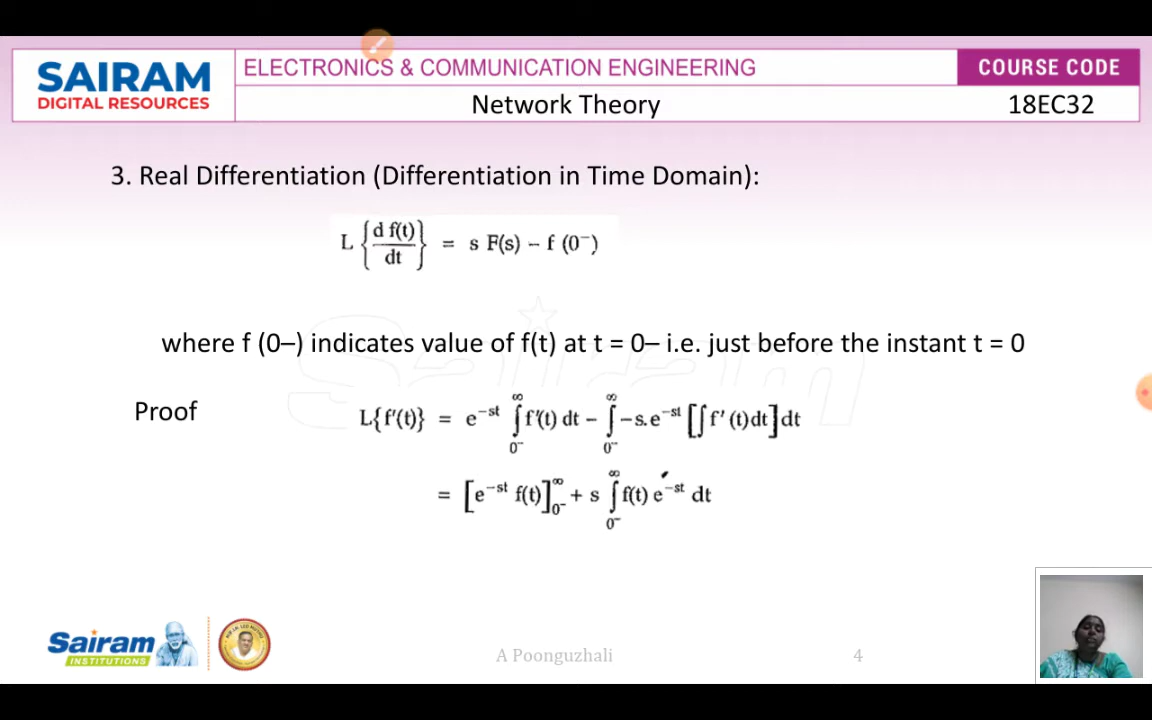 SAIRAM
DIGITAL RESOURCES
ELECTRONICS & COMMUNICATION ENGINEERING
COURSE CODE
Network Theory
18EC32
3. Real Differentiation (Differentiation in Time Domain):
L { d f(t) / dt } = s F(s) – f (0⁻)
where f (0–) indicates value of f(t) at t = 0– i.e. just before the instant t = 0
Sairam
Proof
L{f'(t)} = e⁻ˢᵗ ∫₀₋^∞ f'(t) dt – ∫₀₋^∞ –s.e⁻ˢᵗ [∫ f' (t)dt] dt
= [e⁻ˢᵗ f(t)]₀₋^∞ + s ∫₀₋^∞ f(t) e⁻ˢᵗ dt
Sairam
INSTITUTIONS
A Poonguzhali
4